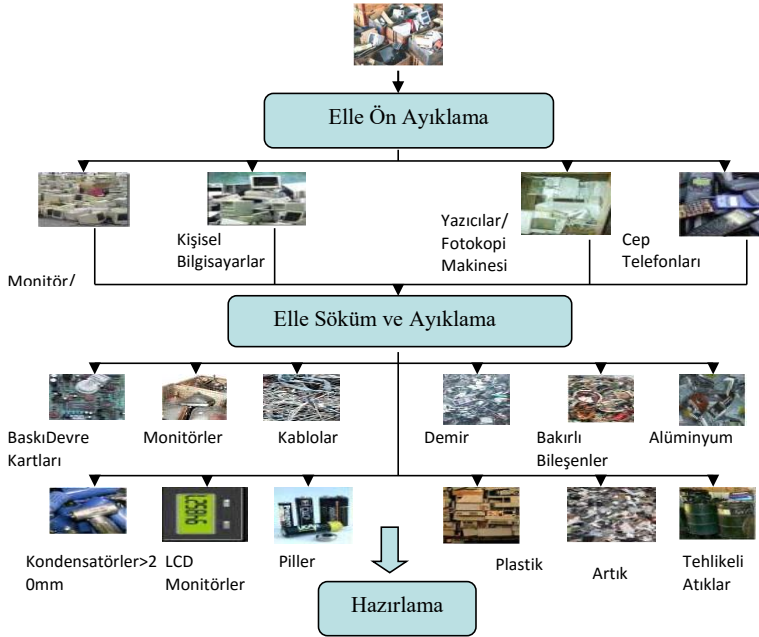 Elle Ön Ayıklama
Monitör/
Kişisel
Bilgisayarlar
Yazıcılar/
Fotokopi
Makinesi
Cep
Telefonları
Elle Söküm ve Ayıklama
BaskıDevre
Kartları
Monitörler
Kablolar
Demir
Bakırlı
Bileşenler
Alüminyum
Kondensatörler>2
0mm
LCD
Monitörler
Piller
Plastik
Artık
Tehlikeli
Atıklar
Hazırlama